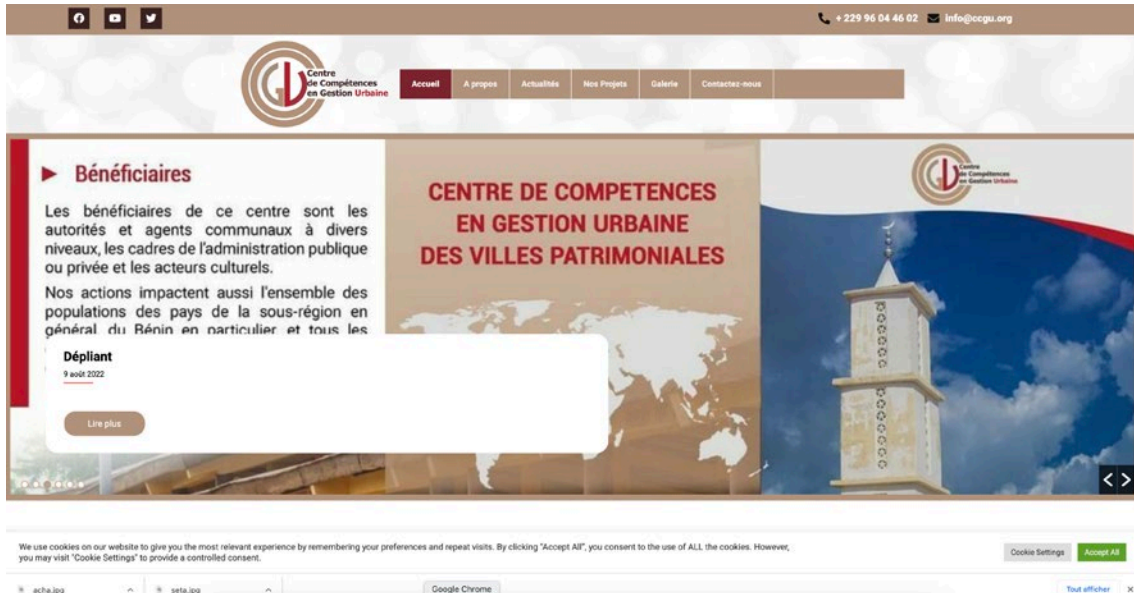 + 229 96 04 46 02 info@ccgu.org
Centre
de Compétences
en Gestion Urbaine
Accueil A propos Actualités Nos Projets Galerie Contactez-nous
Bénéficiaires
Les bénéficiaires de ce centre sont les
autorités et agents communaux à divers
niveaux, les cadres de l'administration publique
ou privée et les acteurs culturels.
Nos actions impactent aussi l'ensemble des
populations des pays de la sous-région en
général du Bénin en particulier et tous les
Dépliant
9 août 2022
Lire plus
CENTRE DE COMPETENCES
EN GESTION URBAINE
DES VILLES PATRIMONIALES
Centre
de Compétences
en Gestion Urbaine
We use cookies on our website to give you the most relevant experience by remembering your preferences and repeat visits. By clicking "Accept All", you consent to the use of ALL the cookies. However,
you may visit "Cookie Settings" to provide a controlled consent.
Cookie Settings Accept All
acha.jpg seta.jpg Google Chrome Tout afficher